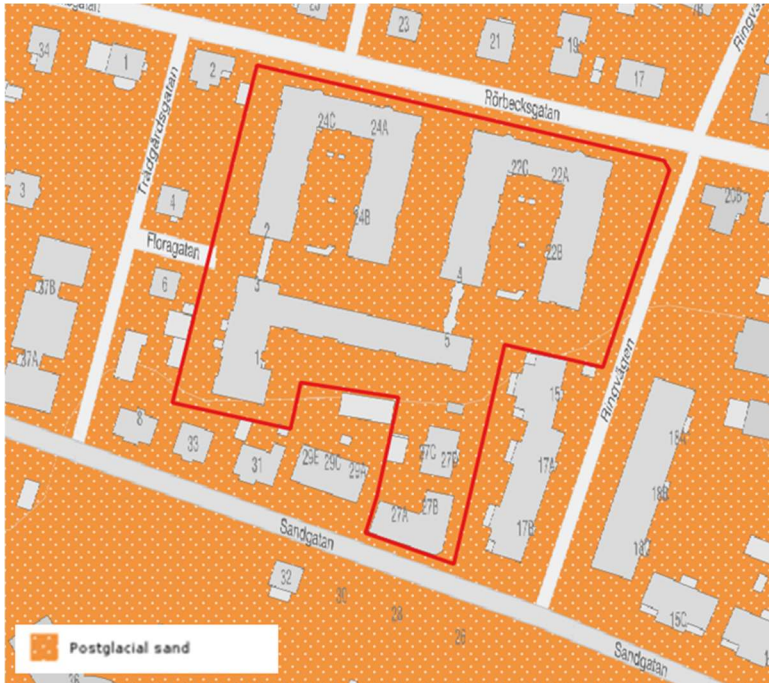 23
34
1
2
21
19
17
Ringvä
Rörbecksgatan
24C
24A
22C
22A
20B
Trädgårdsgatan
3
4
24B
22B
2
Floragatan
37B
6
3
4
5
37A
1
15
Ringvägen
8
33
31
29E
29C
27C
18A
17A
18B
27A
27B
17B
18C
Sandgatan
32
30
28
26
15C
Postglacial sand
Sandgatan